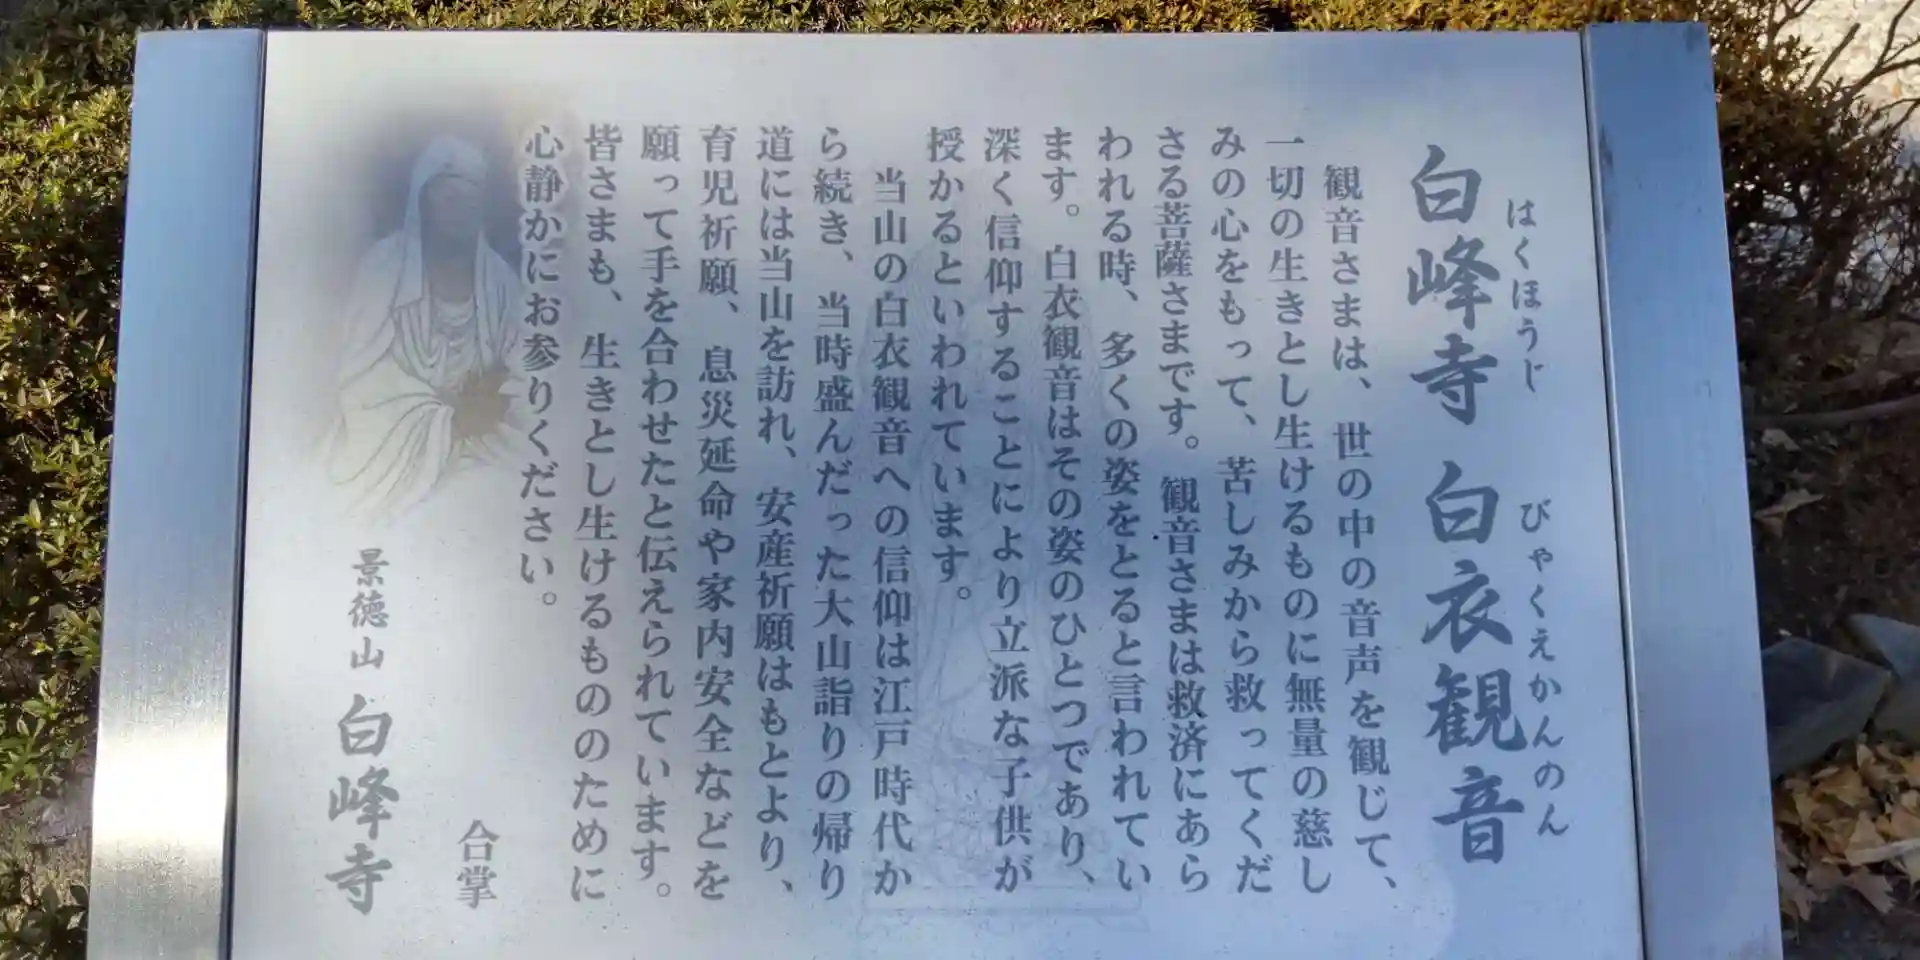 はくほうじ びゃくえかんのん
白峰寺 白衣観音
観音さまは、世の中の音声を観じて、
一切の生きとし生けるものに無量の慈し
みの心をもって、苦しみから救ってくだ
さる菩薩さまです。観音さまは救済にあら
われる時、多くの姿をとると言われてい
ます。白衣観音はその姿のひとつであり、
深く信仰することにより立派な子供が
授かるといわれています。
当山の白衣観音への信仰は江戸時代か
ら続き、当時盛んだった大山詣りの帰り
道には当山を訪れ、安産祈願はもとより、
育児祈願、息災延命や家内安全などを
願って手を合わせたと伝えられています。
皆さまも、生きとし生けるもののために
心静かにお参りください。
合掌
景徳山 白峰寺